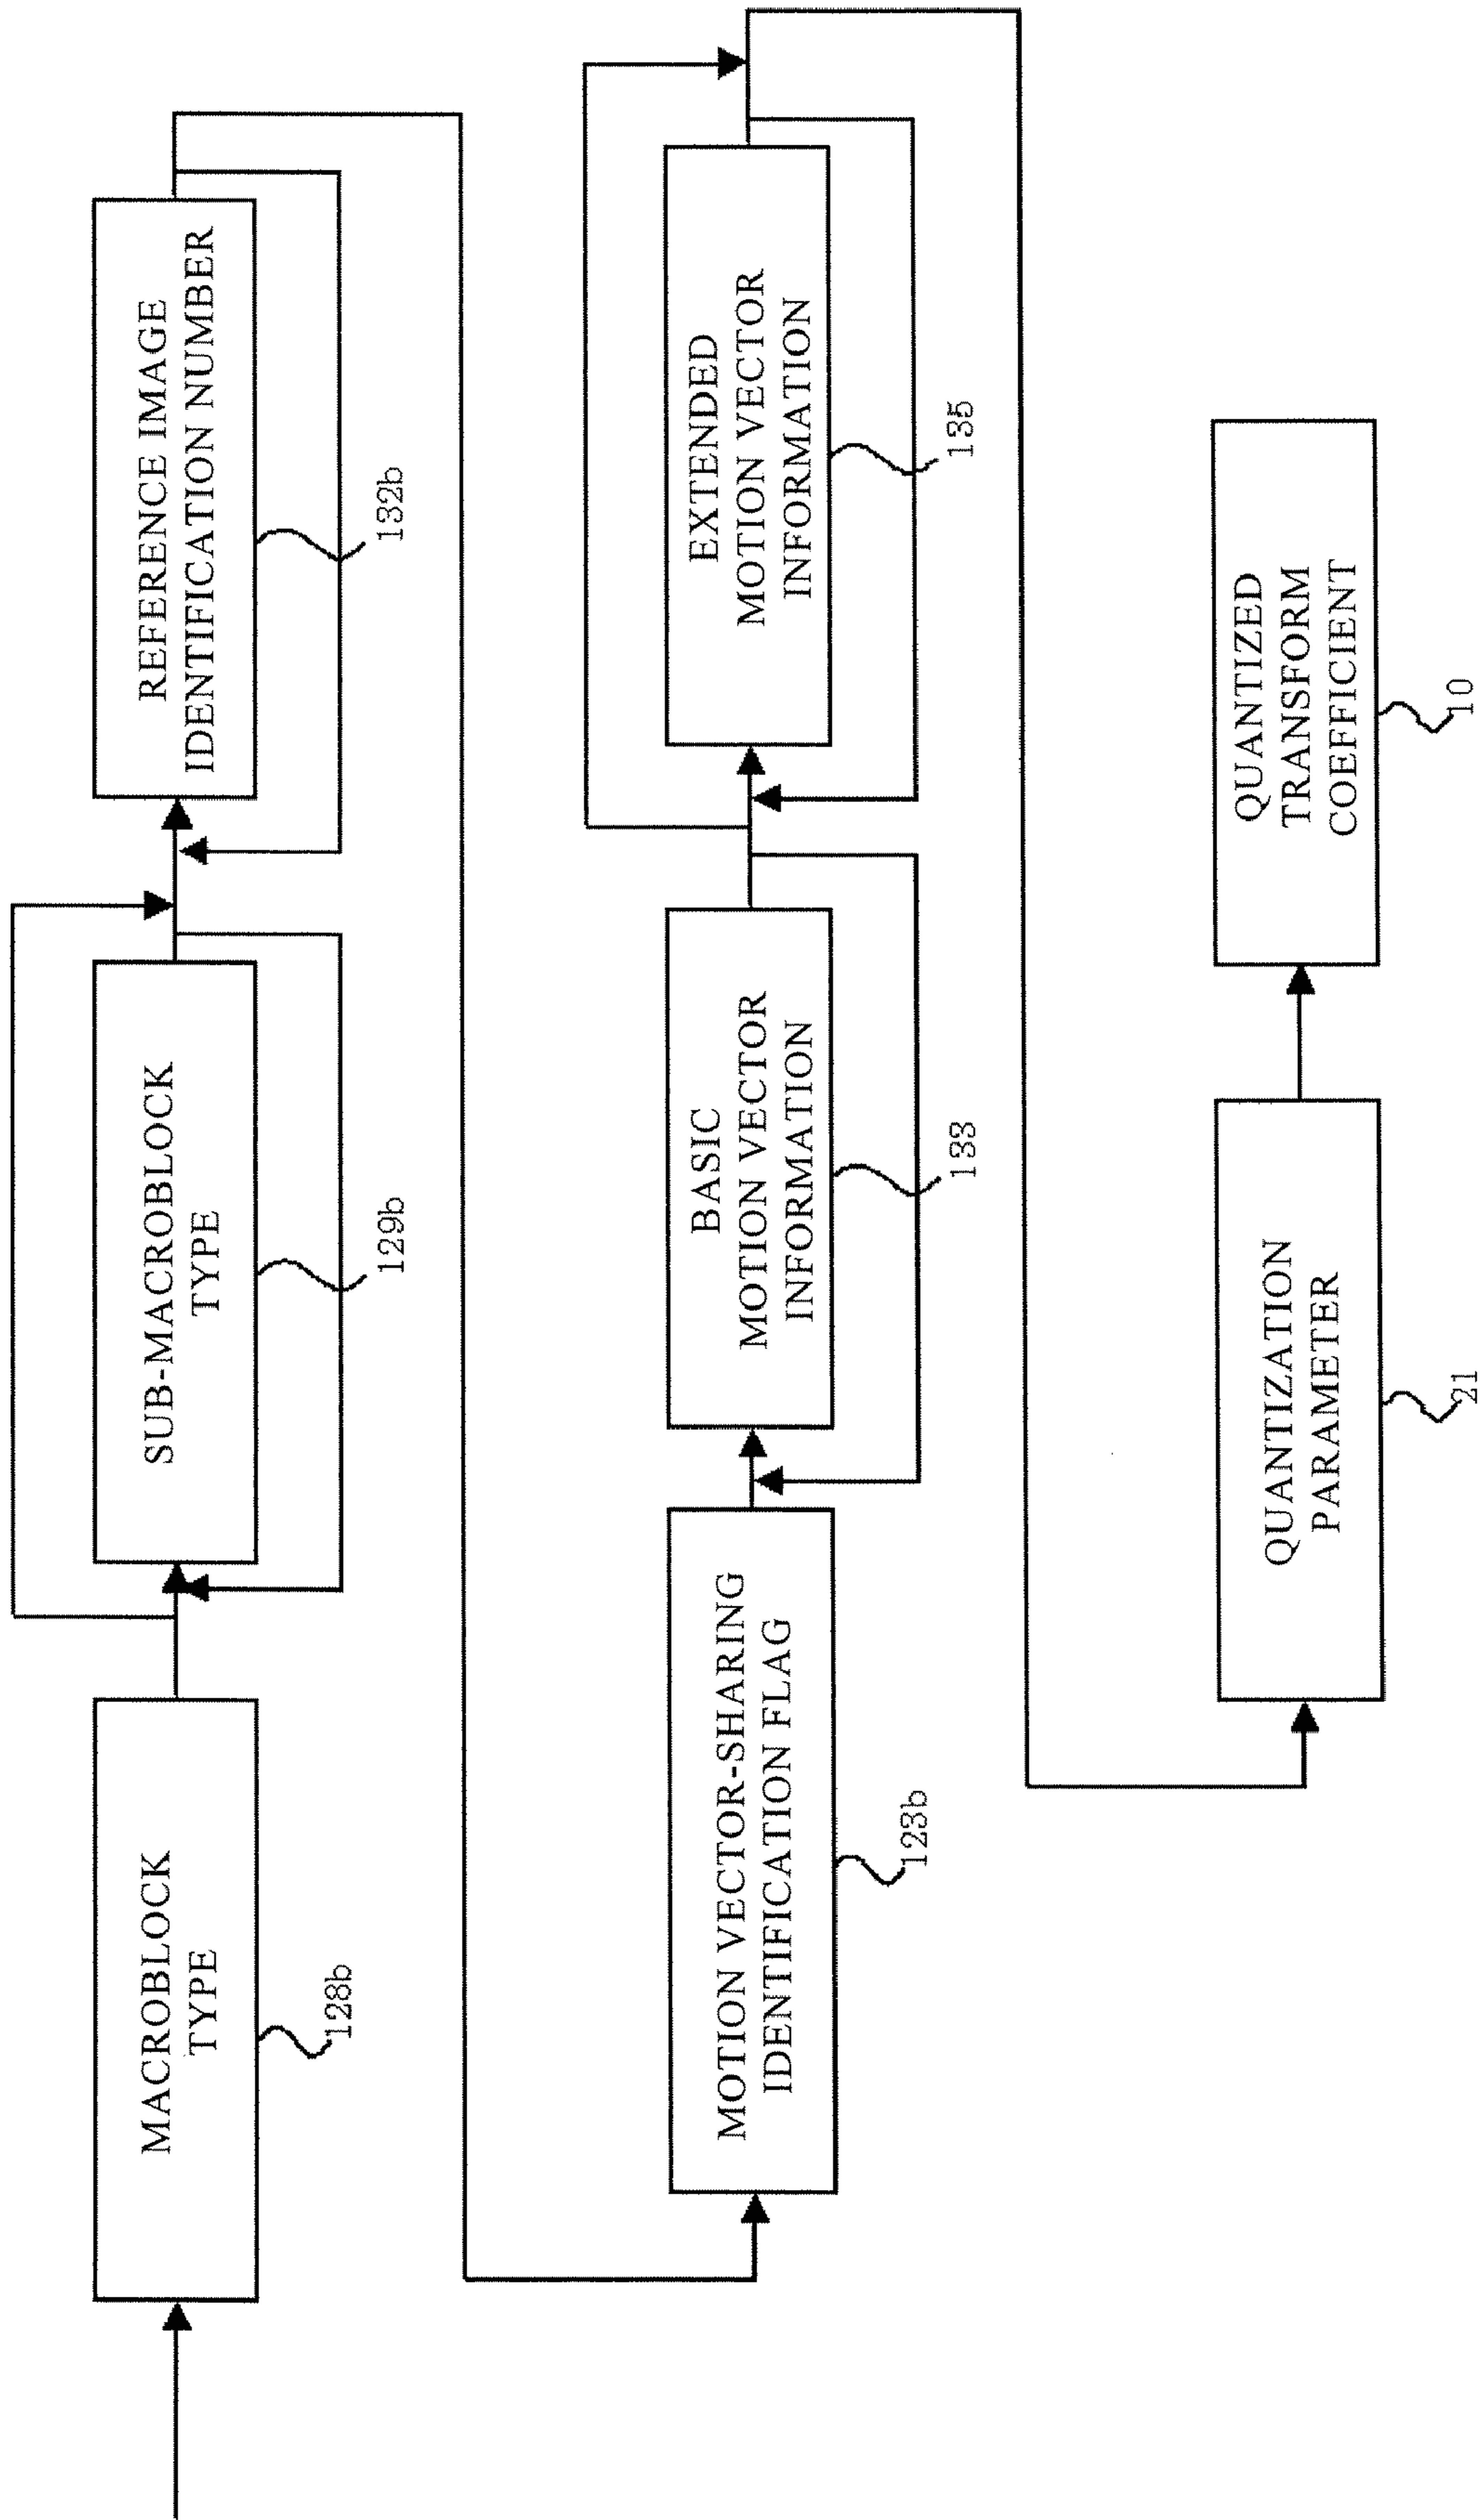 MACROBLOCK
TYPE
128b
SUB-MACROBLOCK
TYPE
129b
REFERENCE IMAGE
IDENTIFICATION NUMBER
132b
MOTION VECTOR-SHARING
IDENTIFICATION FLAG
123b
BASIC
MOTION VECTOR
INFORMATION
133
EXTENDED
MOTION VECTOR
INFORMATION
135
QUANTIZATION
PARAMETER
21
QUANTIZED
TRANSFORM
COEFFICIENT
10